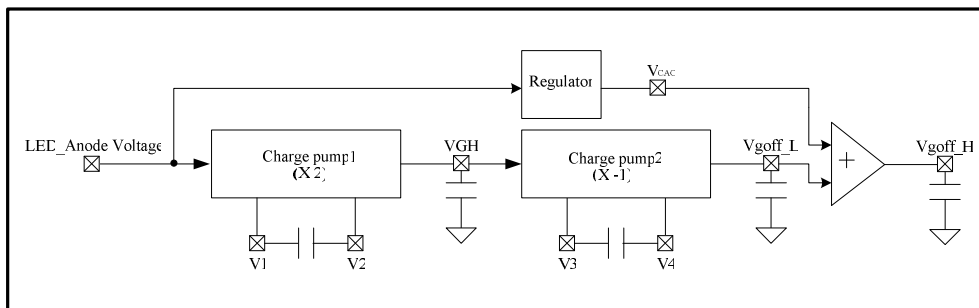 Regulator
VCAC
LED_Anode Voltage
Charge pump1
(X 2)
VGH
Charge pump2
(X -1)
Vgoff_L
+
Vgoff_H
V1
V2
V3
V4